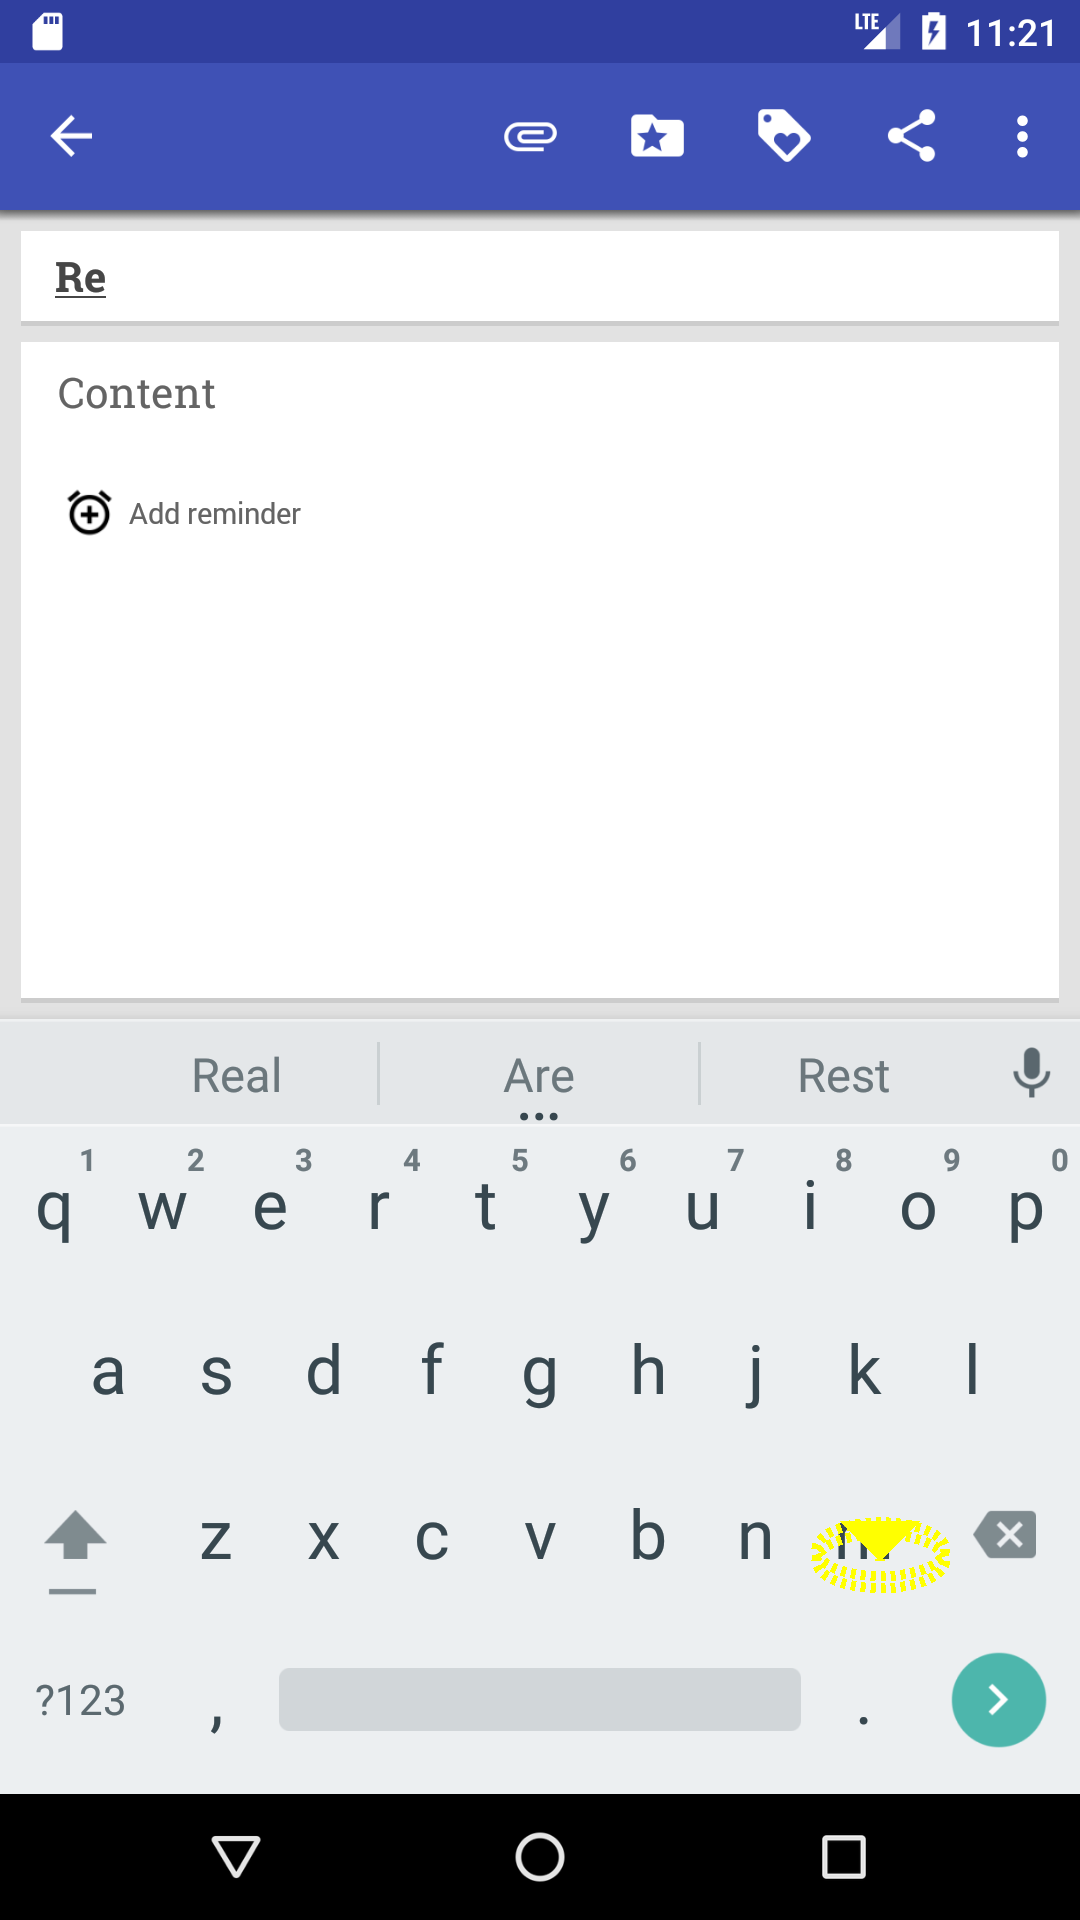 LTE 11:21
Re
Content
Add reminder
Real Are Rest
1 2 3 4 5 6 7 8 9 0
q w e r t y u i o p
a s d f g h j k l
z x c v b n m
?123 , .